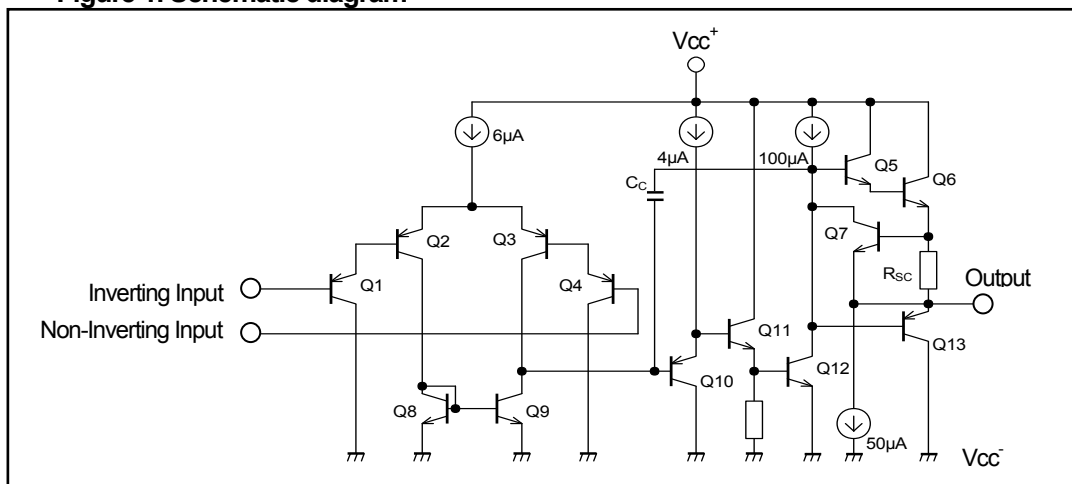 Figure 1. Schematic diagram
Vcc+
6µA
4µA
100µA
Q5
Q6
CC
Q2
Q3
Q7
RSC
Q1
Q4
Inverting Input
Output
Non-Inverting Input
Q11
Q13
Q10
Q12
Q8
Q9
50µA
Vcc-